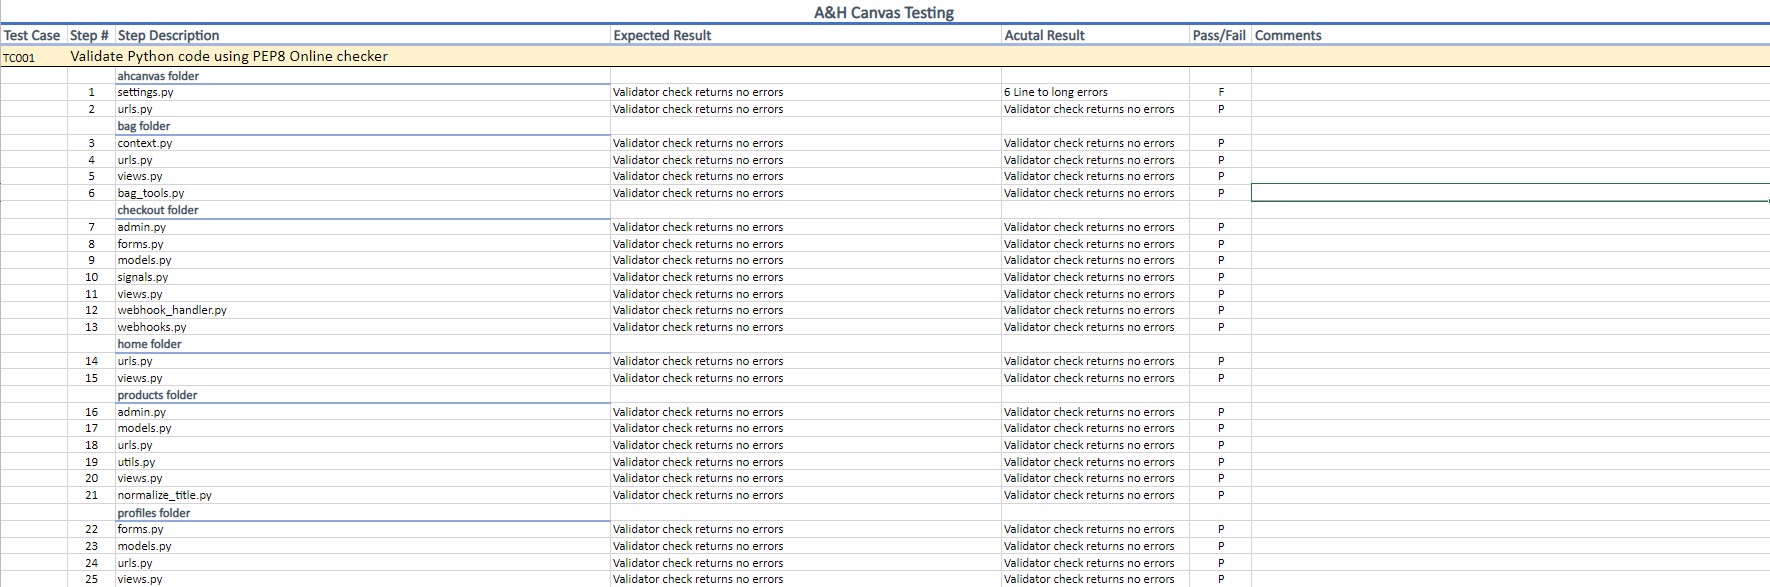 A&H Canvas Testing
Test Case Step # Step Description Expected Result Acutal Result Pass/Fail Comments
TC001 Validate Python code using PEP8 Online checker
ahcanvas folder
1 settings.py Validator check returns no errors 6 Line to long errors F
2 urls.py Validator check returns no errors Validator check returns no errors P
bag folder
3 context.py Validator check returns no errors Validator check returns no errors P
4 urls.py Validator check returns no errors Validator check returns no errors P
5 views.py Validator check returns no errors Validator check returns no errors P
6 bag_tools.py Validator check returns no errors Validator check returns no errors P
checkout folder
7 admin.py Validator check returns no errors Validator check returns no errors P
8 forms.py Validator check returns no errors Validator check returns no errors P
9 models.py Validator check returns no errors Validator check returns no errors P
10 signals.py Validator check returns no errors Validator check returns no errors P
11 views.py Validator check returns no errors Validator check returns no errors P
12 webhook_handler.py Validator check returns no errors Validator check returns no errors P
13 webhooks.py Validator check returns no errors Validator check returns no errors P
home folder
14 urls.py Validator check returns no errors Validator check returns no errors P
15 views.py Validator check returns no errors Validator check returns no errors P
products folder
16 admin.py Validator check returns no errors Validator check returns no errors P
17 models.py Validator check returns no errors Validator check returns no errors P
18 urls.py Validator check returns no errors Validator check returns no errors P
19 utils.py Validator check returns no errors Validator check returns no errors P
20 views.py Validator check returns no errors Validator check returns no errors P
21 normalize_title.py Validator check returns no errors Validator check returns no errors P
profiles folder
22 forms.py Validator check returns no errors Validator check returns no errors P
23 models.py Validator check returns no errors Validator check returns no errors P
24 urls.py Validator check returns no errors Validator check returns no errors P
25 views.py Validator check returns no errors Validator check returns no errors P